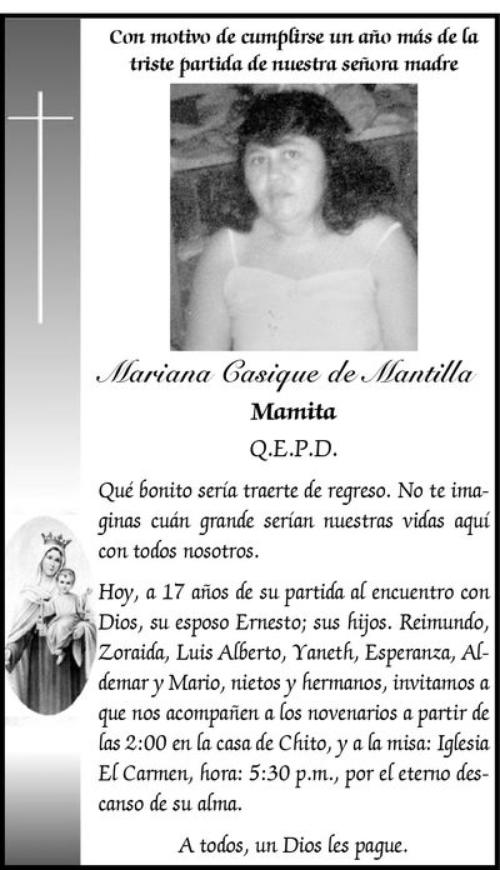 Con motivo de cumplirse un año más de la
triste partida de nuestra señora madre
Mariana Casique de Mantilla
Mamita
Q.E.P.D.
Qué bonito sería traerte de regreso. No te ima-
ginas cuán grande serían nuestras vidas aquí
con todos nosotros.
Hoy, a 17 años de su partida al encuentro con
Dios, su esposo Ernesto; sus hijos. Reimundo,
Zoraida, Luis Alberto, Yaneth, Esperanza, Al-
demar y Mario, nietos y hermanos, invitamos a
que nos acompañen a los novenarios a partir de
las 2:00 en la casa de Chito, y a la misa: Iglesia
El Carmen, hora: 5:30 p.m., por el eterno des-
canso de su alma.
A todos, un Dios les pague.